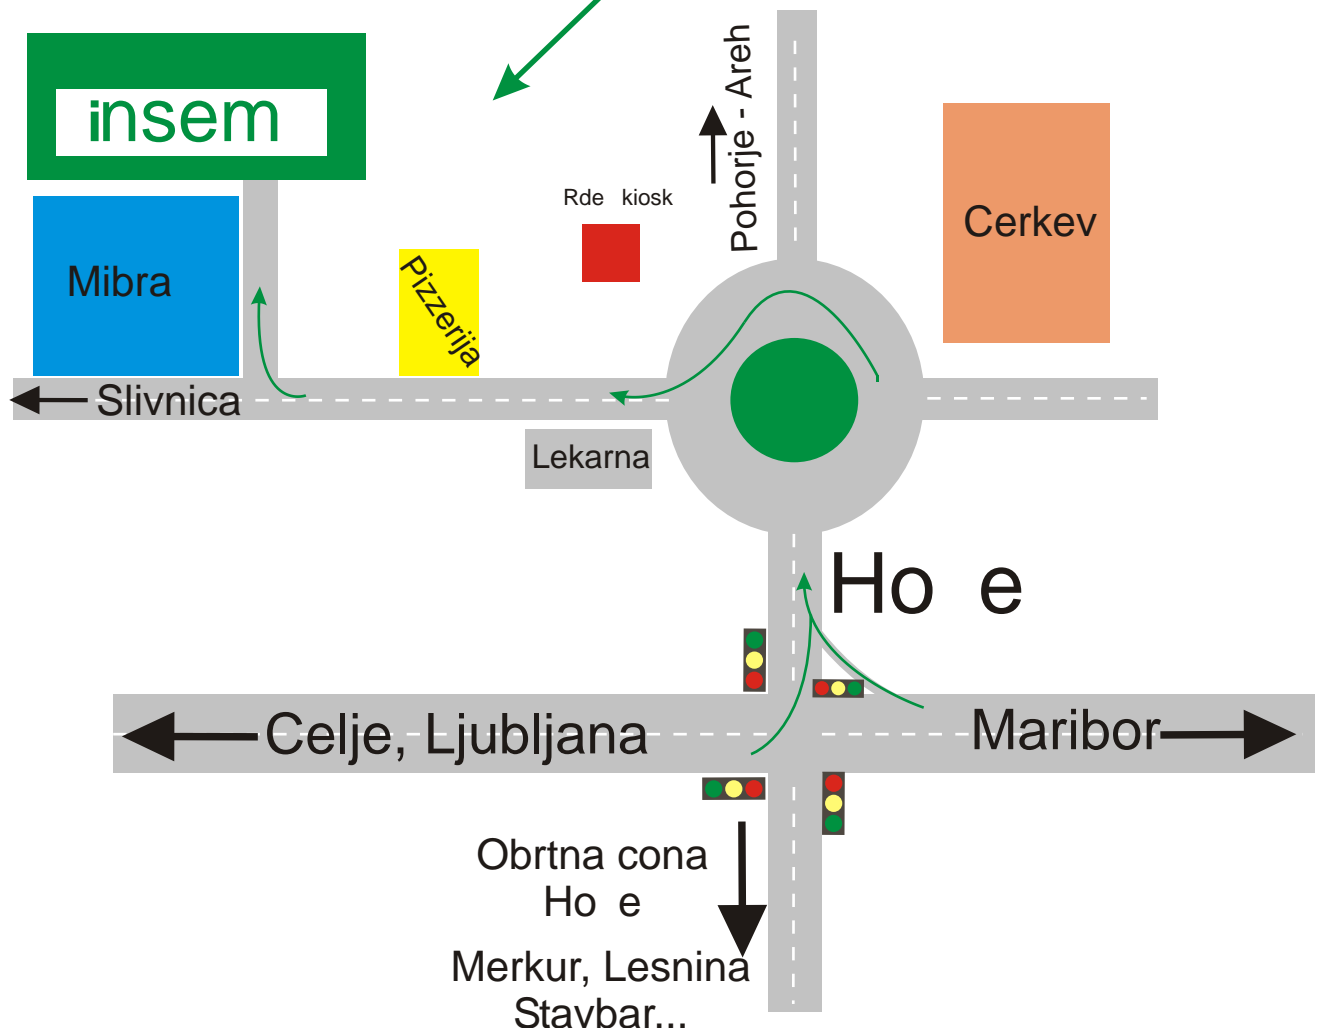 insem
Pohorje - Areh
Rde kiosk
Cerkev
Mibra
Pizzerija
Slivnica
Lekarna
Ho e
Celje, Ljubljana
Maribor
Obrtna cona
Ho e
Merkur, Lesnina
Stavbar...